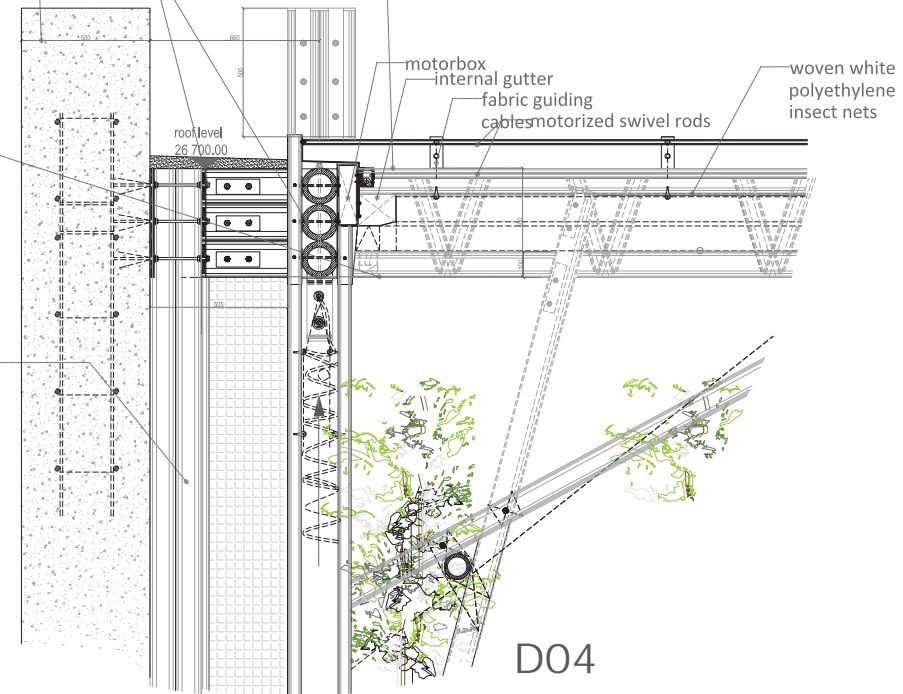 500
660
500
motorbox
internal gutter
fabric guiding
cables
motorized swivel rods
woven white
polyethylene
insect nets
roof level
26 700.00
535
D04